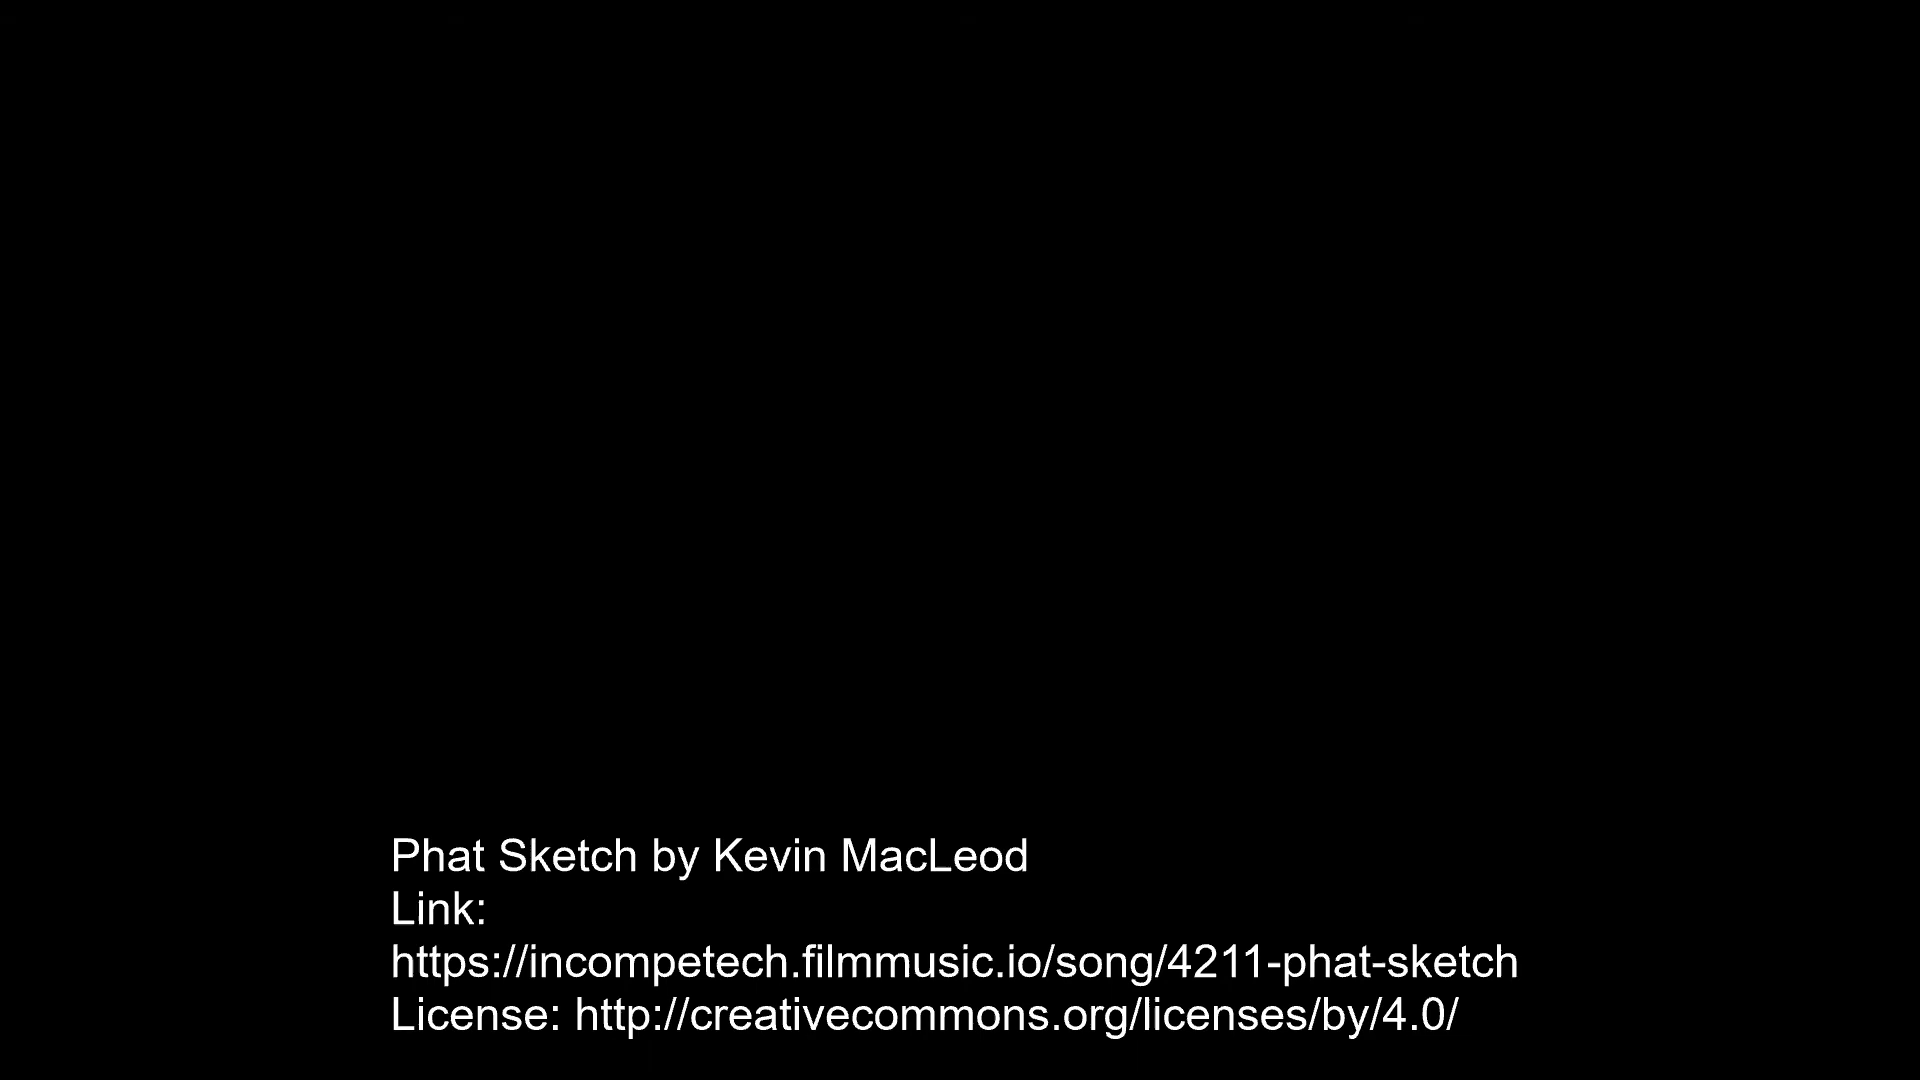 Phat Sketch by Kevin MacLeod
Link:
https://incompetech.filmmusic.io/song/4211-phat-sketch
License: http://creativecommons.org/licenses/by/4.0/